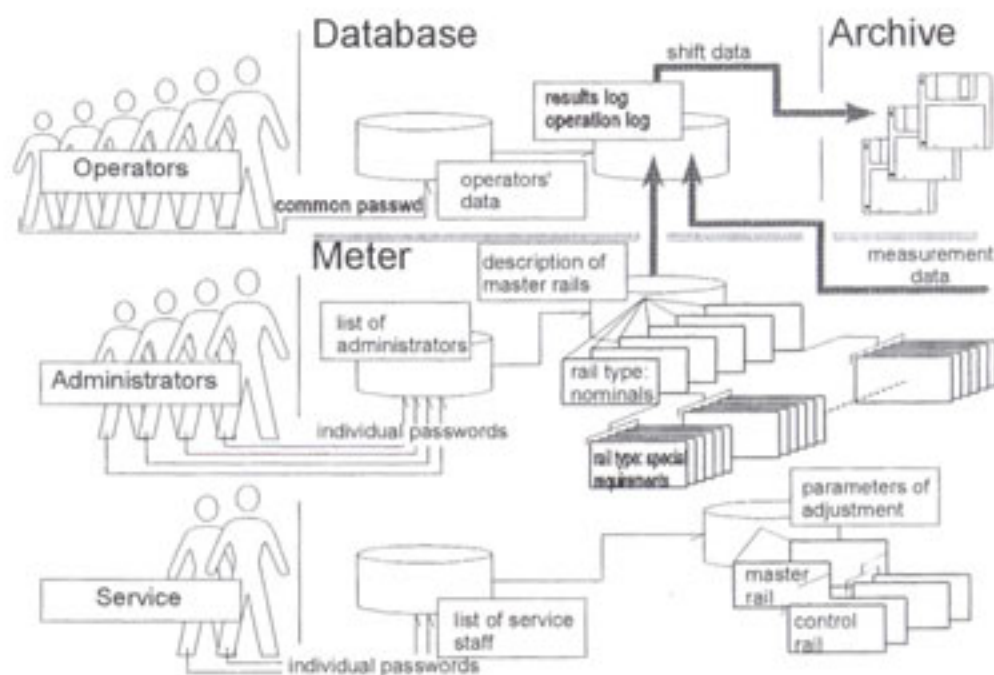 Database
Archive
shift data
results log
operation log
Operators
operators'
data
common passwd
Meter
description of
master rails
measurement
data
list of
administrators
Administrators
rail type:
nominals
individual passwords
rail type: special
requirements
parameters of
adjustment
Service
master
rail
list of service
staff
control
rail
individual passwords